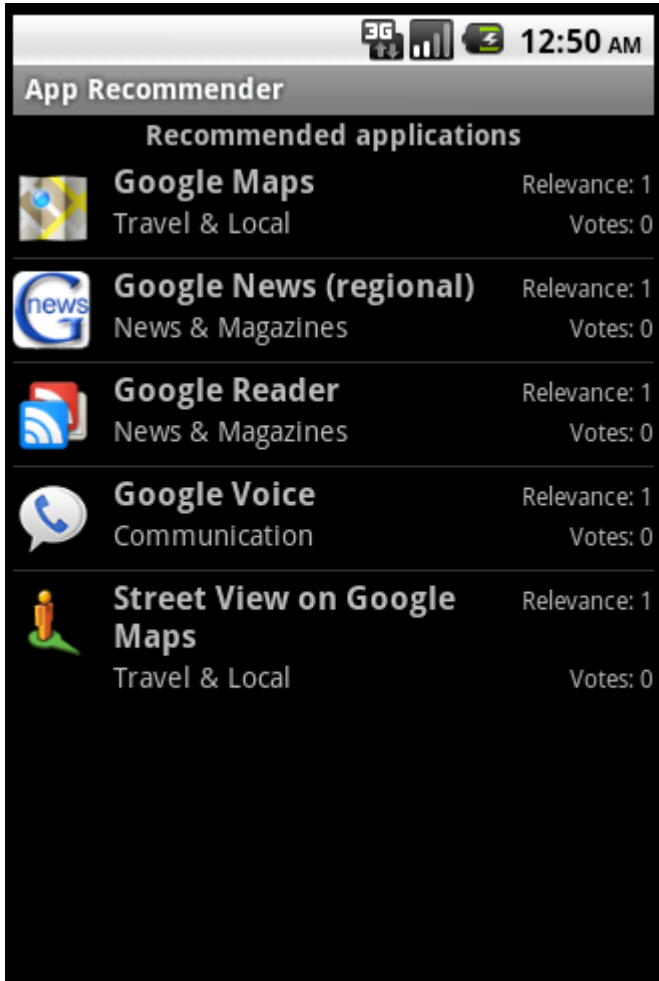 3G 12:50 AM
App Recommender
Recommended applications
Google Maps Relevance: 1
Travel & Local Votes: 0
news G Google News (regional) Relevance: 1
News & Magazines Votes: 0
Google Reader Relevance: 1
News & Magazines Votes: 0
Google Voice Relevance: 1
Communication Votes: 0
Street View on Google Relevance: 1
Maps
Travel & Local Votes: 0